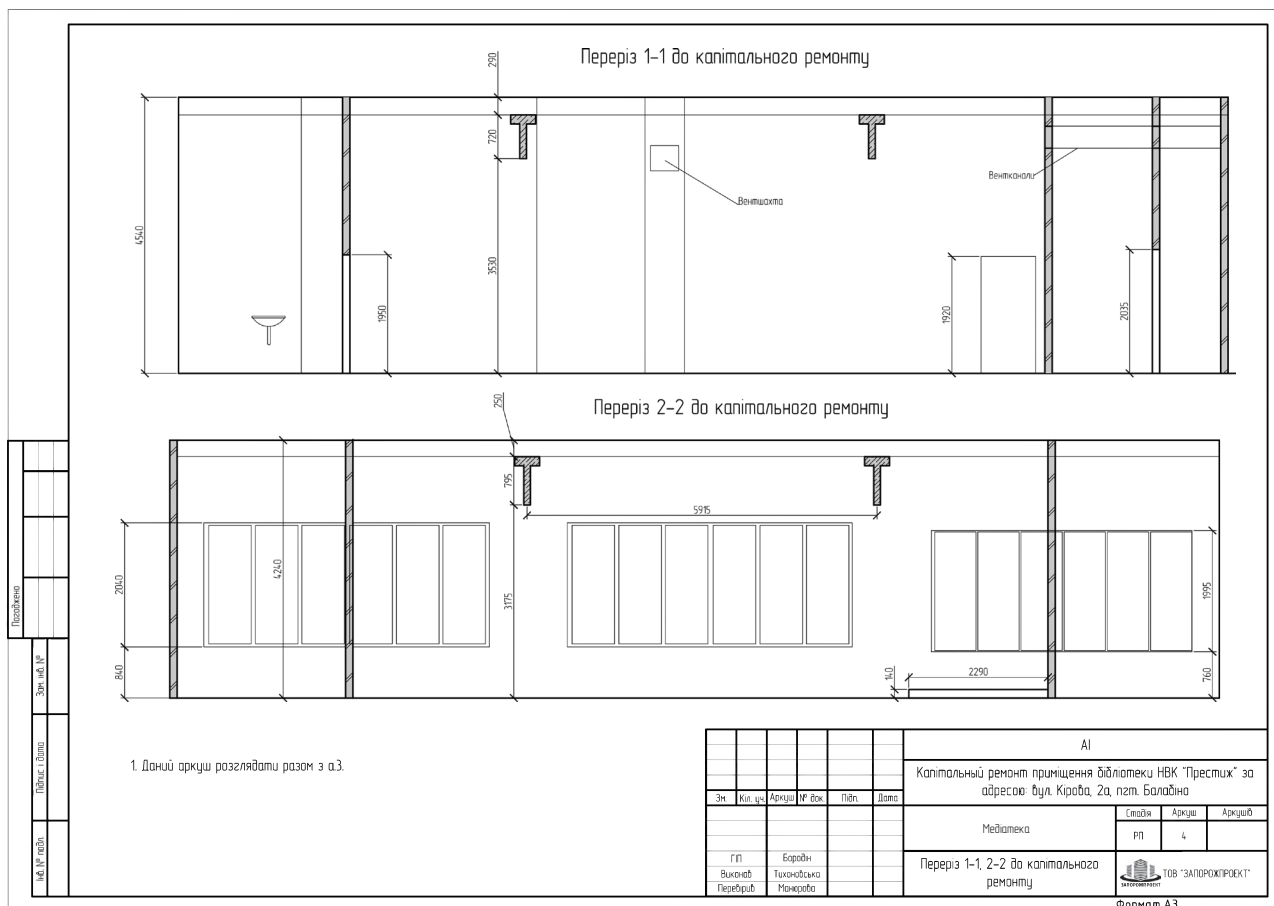 Переріз 1-1 до капітального ремонту
290
720
4540
3530
1950
Вентшахта
Вентканали
1920
2035
Переріз 2-2 до капітального ремонту
250
795
5915
2040
4240
3175
1995
840
140
2290
760
1. Даний аркуш розглядати разом з а.3.
Погоджено
Зам. інв. №
Підпис і дата
Інв. № подл.
АІ
Капітальный ремонт приміщення бібліотеки НВК "Престиж" за
адресою: вул. Кірова, 2а, пгт. Балабіно
Зм. Кіл. уч. Аркуш № док. Підп. Дата
Медіатека
Стадія Аркуш Аркушів
РП 4
ГІП Бородін
Виконав Тихоновська
Перевірив Манюрова
Переріз 1-1, 2-2 до капітального
ремонту
ЗАПОРОЖПРОЕКТ
ТОВ "ЗАПОРОЖПРОЕКТ"
Формат А3